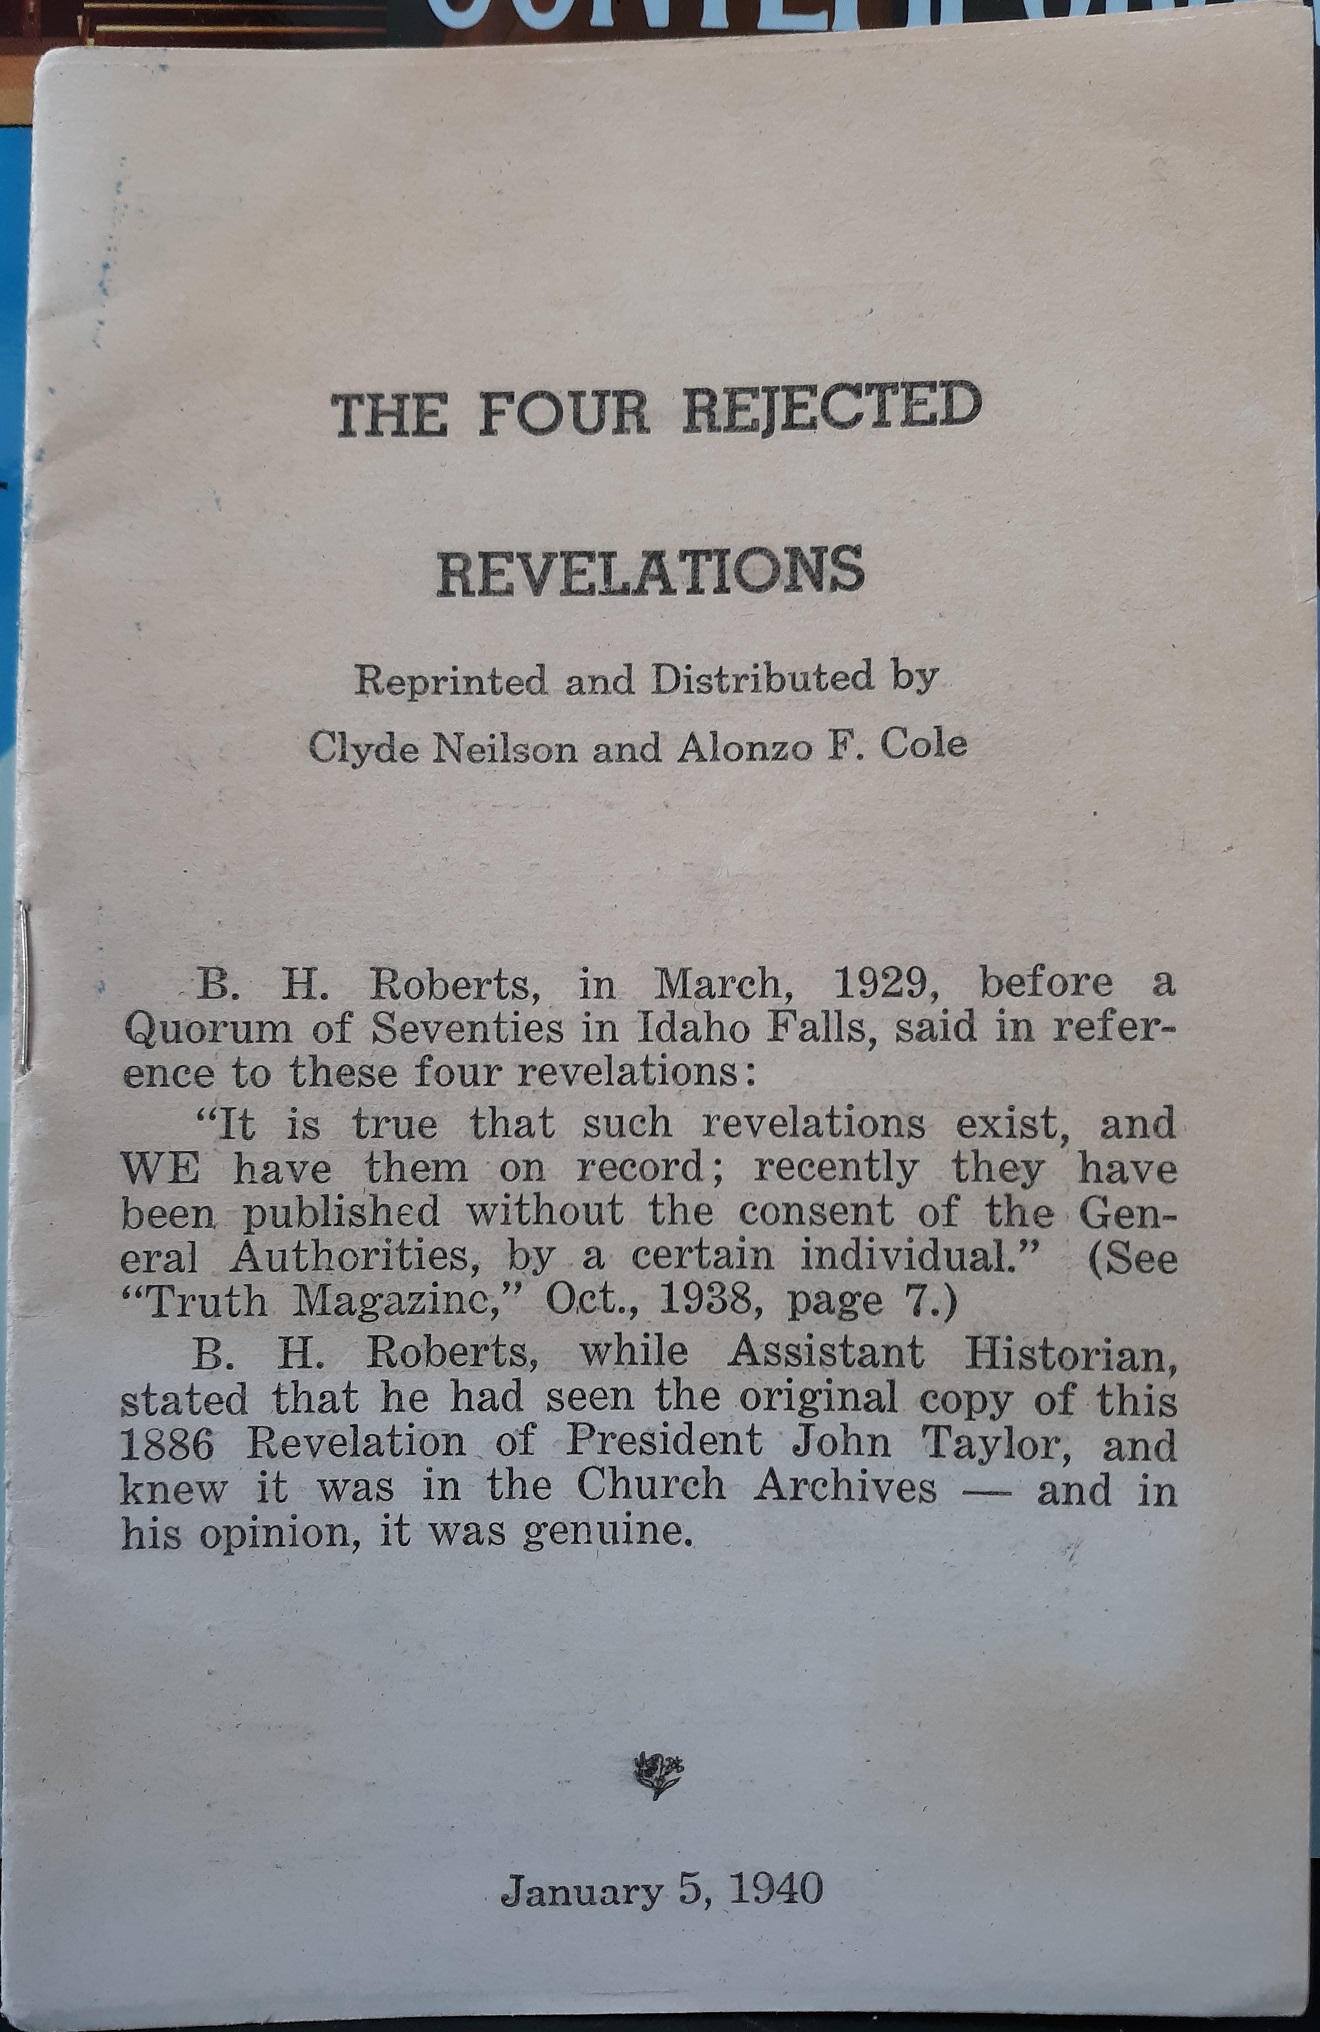 THE FOUR REJECTED
REVELATIONS
Reprinted and Distributed by
Clyde Neilson and Alonzo F. Cole
B. H. Roberts, in March, 1929, before a
Quorum of Seventies in Idaho Falls, said in refer-
ence to these four revelations:
“It is true that such revelations exist, and
WE have them on record; recently they have
been published without the consent of the Gen-
eral Authorities, by a certain individual.” (See
“Truth Magazine,” Oct., 1938, page 7.)
B. H. Roberts, while Assistant Historian,
stated that he had seen the original copy of this
1886 Revelation of President John Taylor, and
knew it was in the Church Archives — and in
his opinion, it was genuine.
January 5, 1940